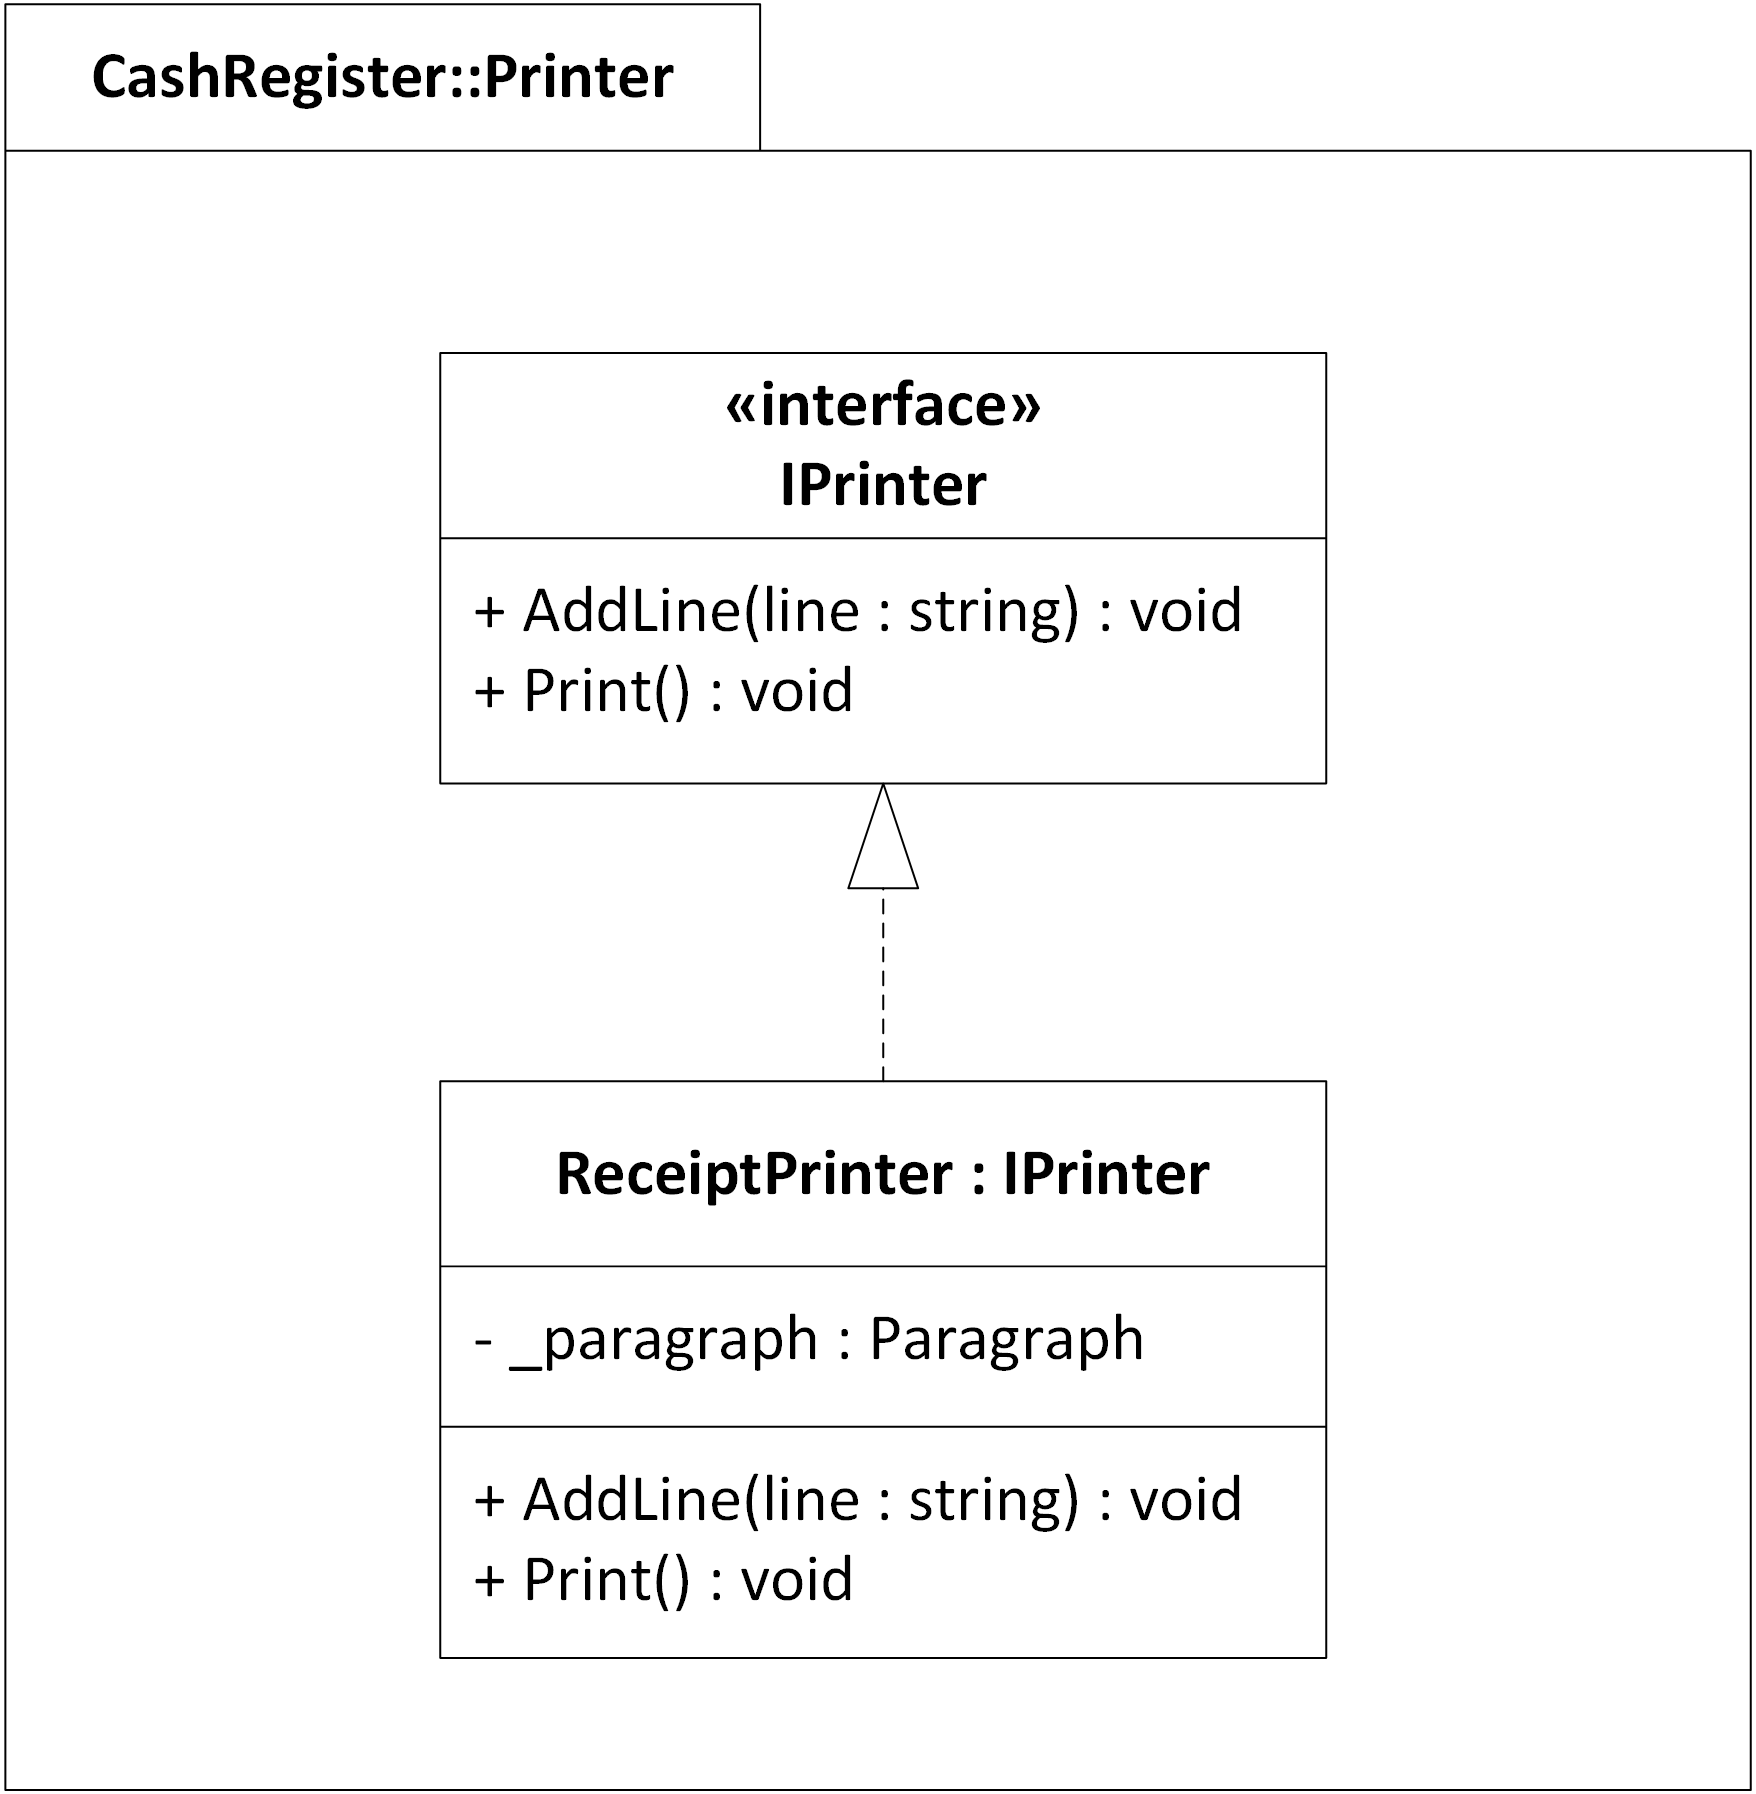 CashRegister::Printer
«interface»
IPrinter
+ AddLine(line : string) : void
+ Print() : void
ReceiptPrinter : IPrinter
- _paragraph : Paragraph
+ AddLine(line : string) : void
+ Print() : void